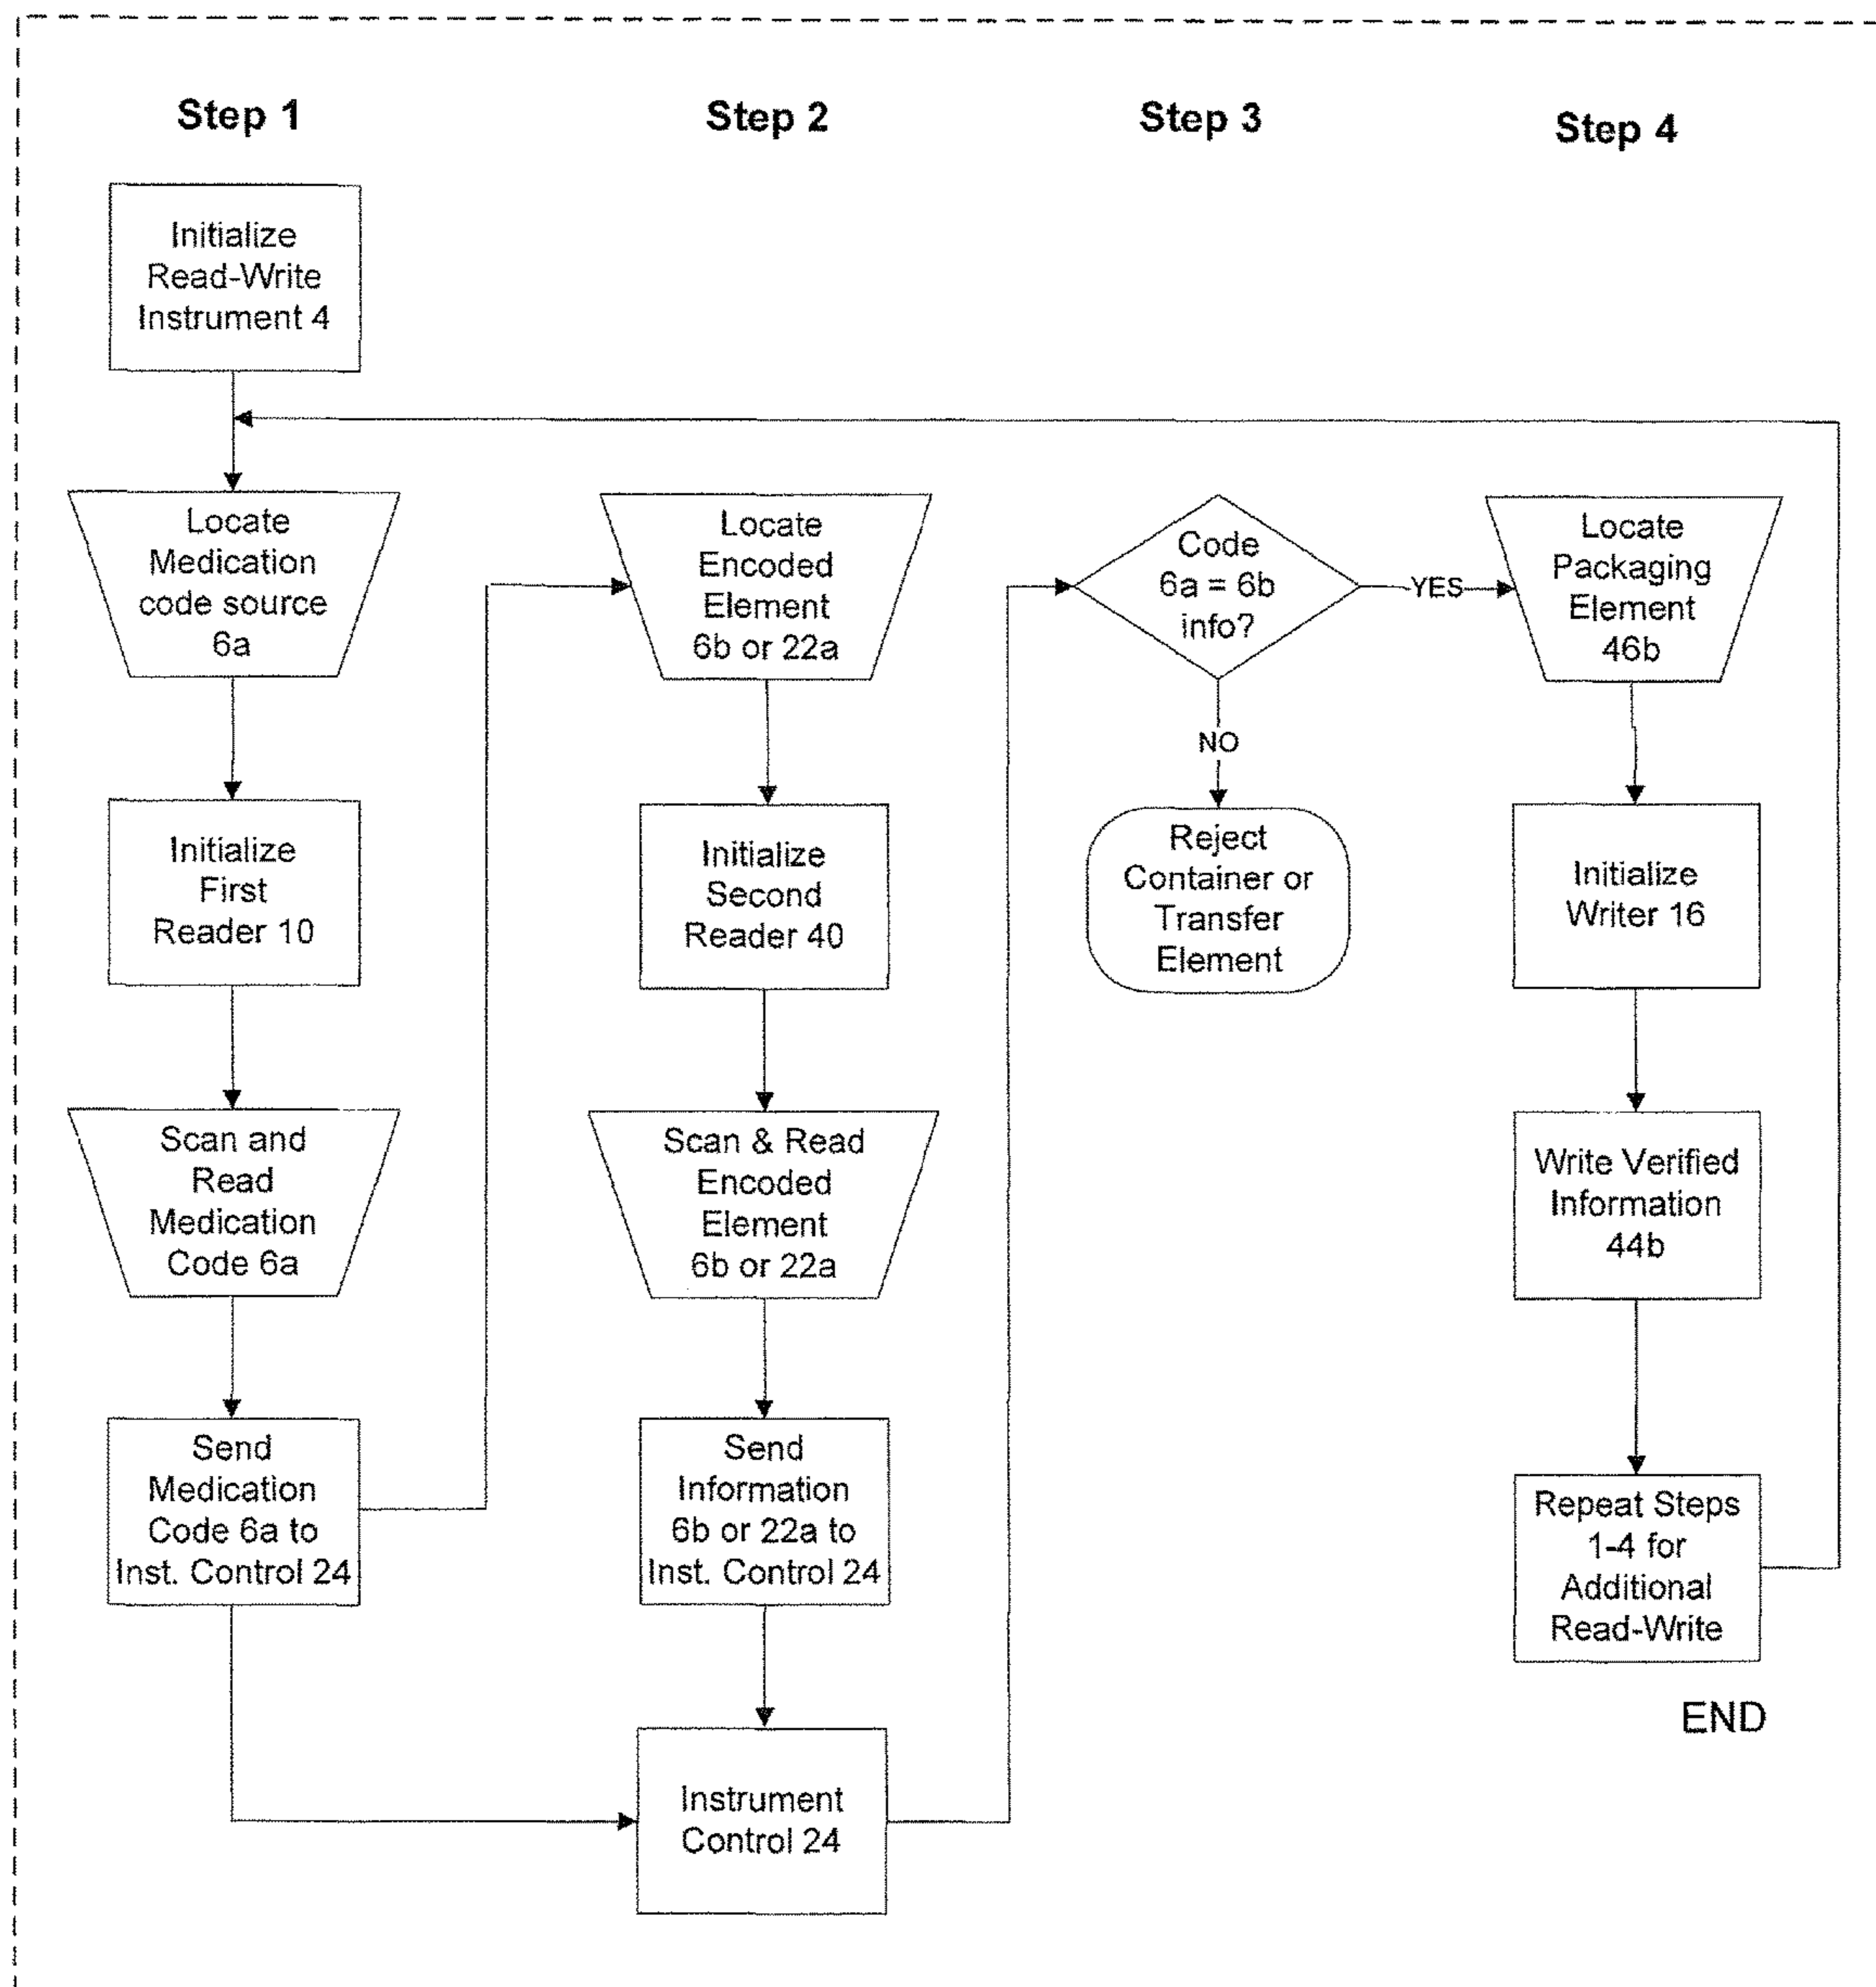 Step 1
Initialize
Read-Write
Instrument 4
Locate
Medication
code source
6a
Initialize
First
Reader 10
Scan and
Read
Medication
Code 6a
Send
Medication
Code 6a to
Inst. Control 24
Step 2
Locate
Encoded
Element
6b or 22a
Initialize
Second
Reader 40
Scan & Read
Encoded
Element
6b or 22a
Send
Information
6b or 22a to
Inst. Control 24
Instrument
Control 24
Step 3
Code
6a = 6b
info?
YES
NO
Reject
Container or
Transfer
Element
Step 4
Locate
Packaging
Element
46b
Initialize
Writer 16
Write Verified
Information
44b
Repeat Steps
1-4 for
Additional
Read-Write
END